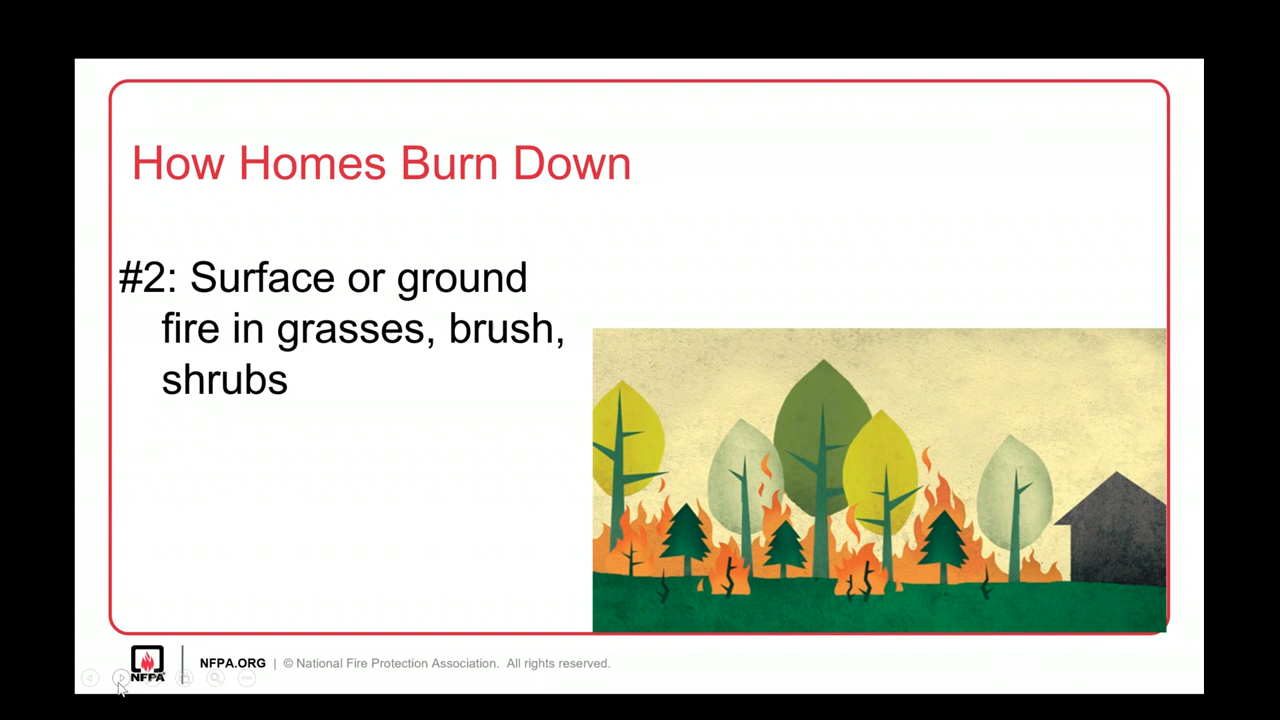 How Homes Burn Down
#2: Surface or ground
fire in grasses, brush,
shrubs
NFPA
NFPA.ORG | © National Fire Protection Association. All rights reserved.